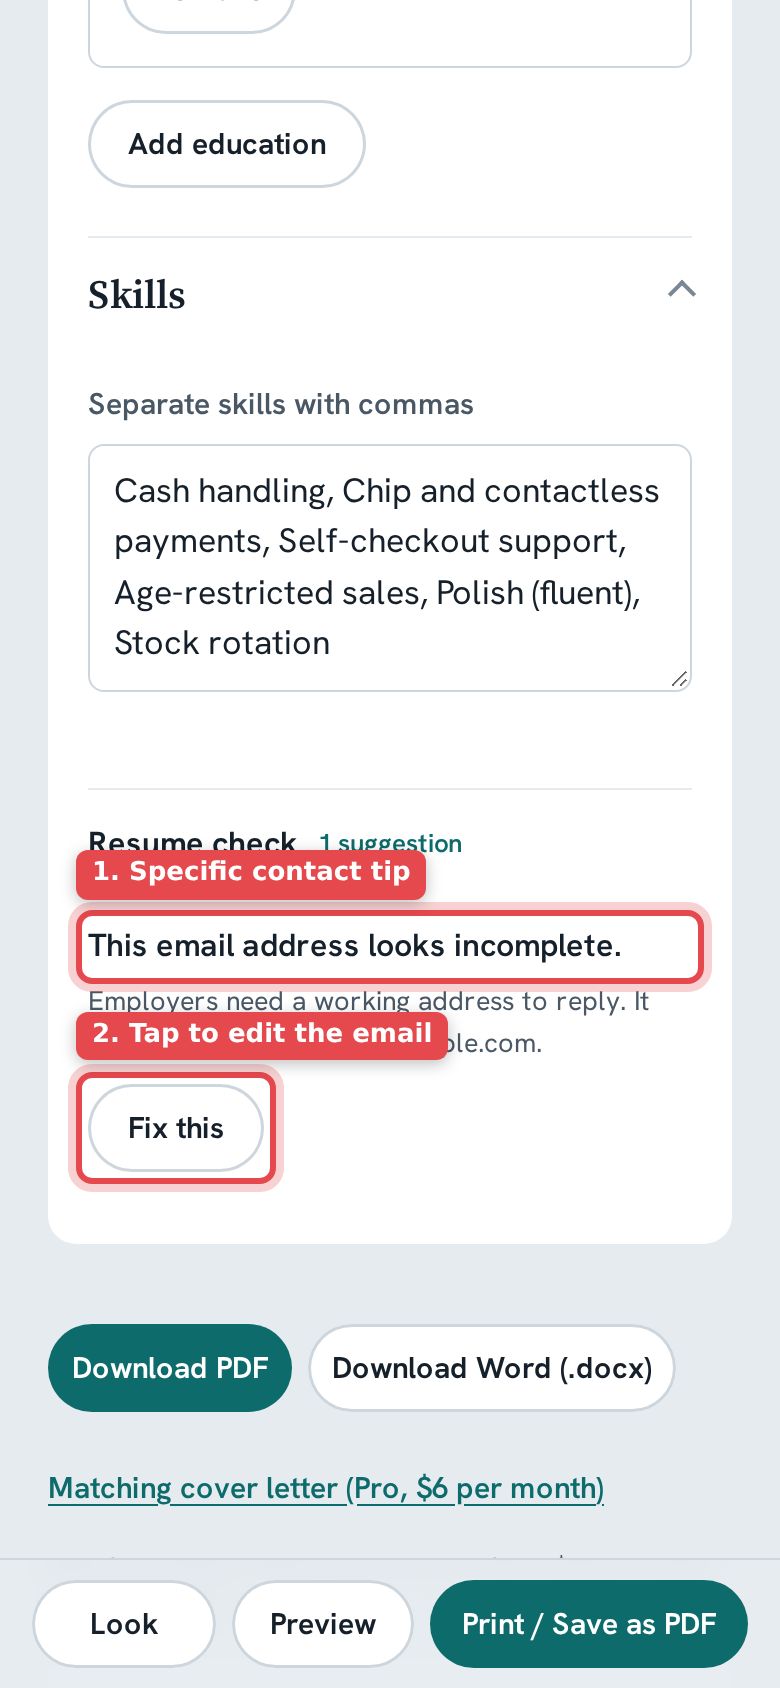 Add education
Skills
Separate skills with commas
Cash handling, Chip and contactless
payments, Self-checkout support,
Age-restricted sales, Polish (fluent),
Stock rotation
Resume check 1 suggestion
1. Specific contact tip
This email address looks incomplete.
Employers need a working address to reply. It
2. Tap to edit the email
.com.
Fix this
Download PDF
Download Word (.docx)
Matching cover letter (Pro, $6 per month)
Look
Preview
Print / Save as PDF